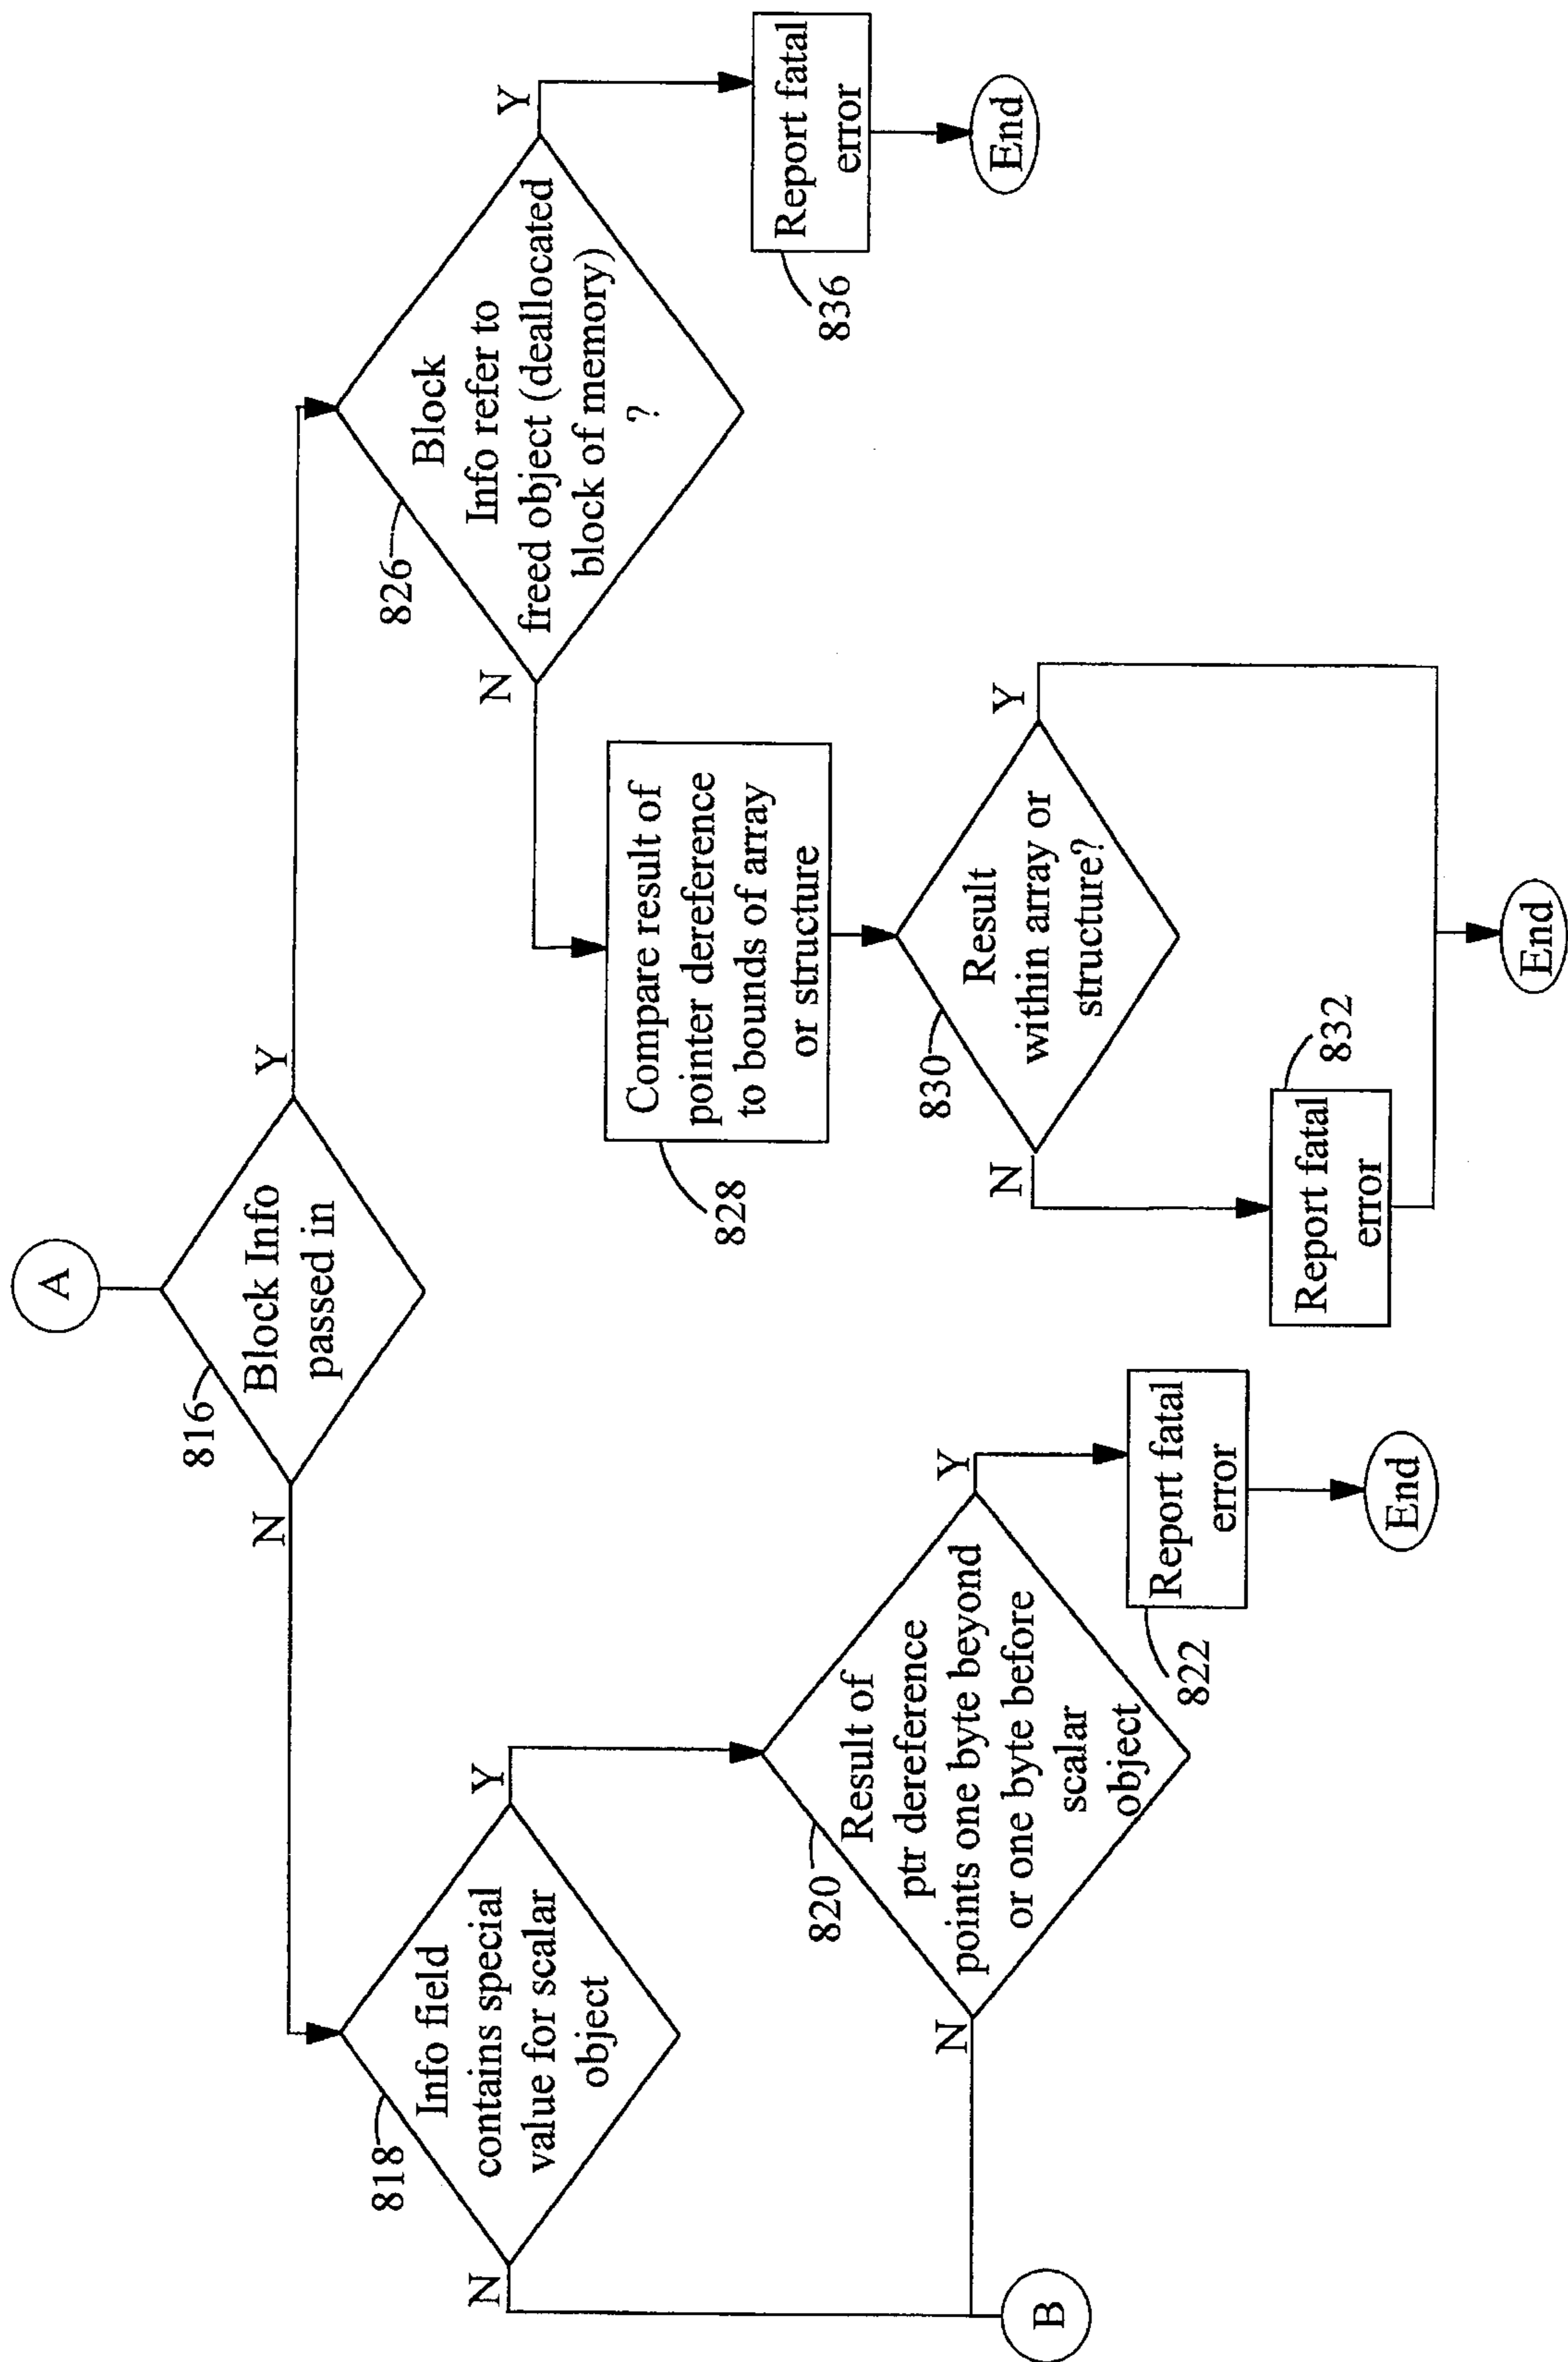 A
816
Block Info
passed in
N
Y
818
Info field
contains special
value for scalar
object
N
Y
820
Result of
ptr dereference
points one byte beyond
or one byte before
scalar
object
N
Y
822
Report fatal
error
End
B
826
Block
Info refer to
freed object (deallocated
block of memory)
?
N
Y
828
Compare result of
pointer dereference
to bounds of array
or structure
830
Result
within array or
structure?
N
Y
832
Report fatal
error
End
836
Report fatal
error
End